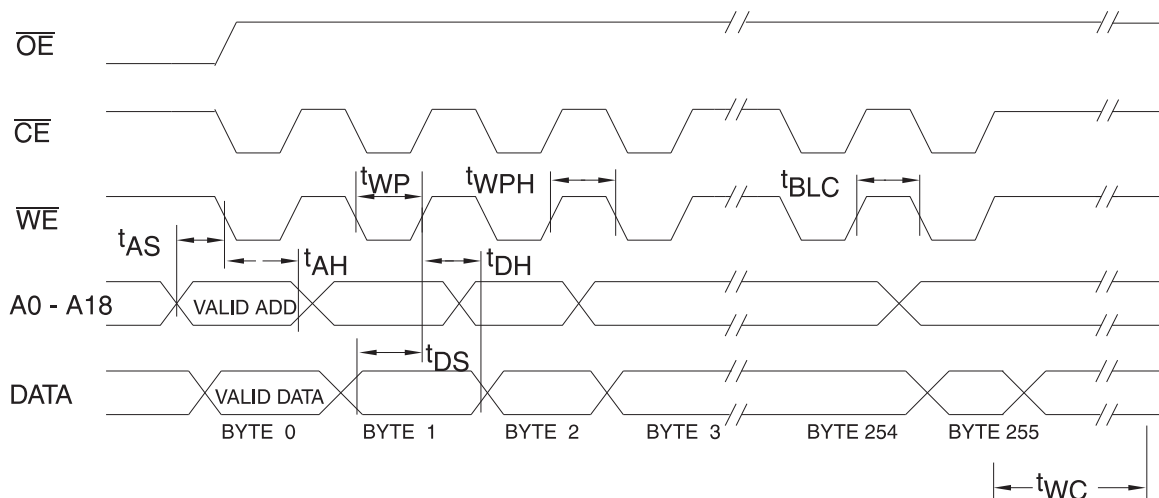 OE
CE
tWP
tWPH
tBLC
WE
tAS
tAH
tDH
A0 - A18
VALID ADD
tDS
DATA
VALID DATA
BYTE 0
BYTE 1
BYTE 2
BYTE 3
BYTE 254
BYTE 255
tWC